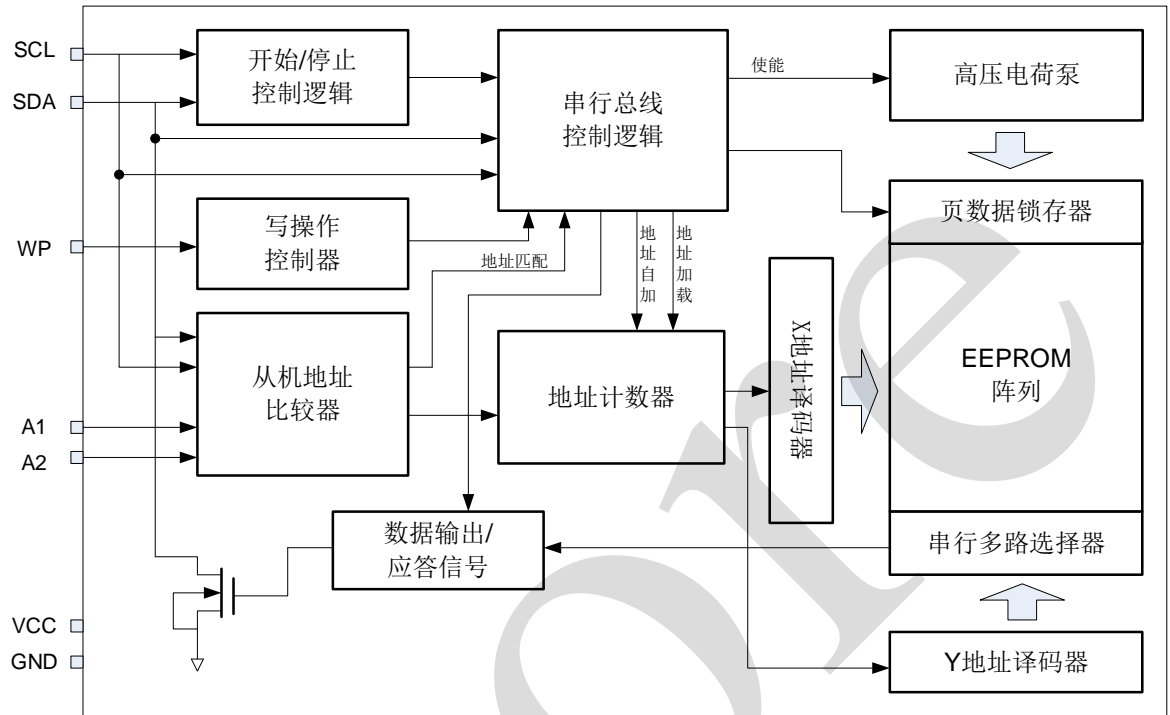 SCL
SDA
WP
A1
A2
VCC
GND
开始/停止
控制逻辑
串行总线
控制逻辑
使能
高压电荷泵
写操作
控制器
地址匹配
地址自加
地址加载
页数据锁存器
从机地址
比较器
地址计数器
X地址译码器
EEPROM
阵列
数据输出/
应答信号
串行多路选择器
Y地址译码器
ore